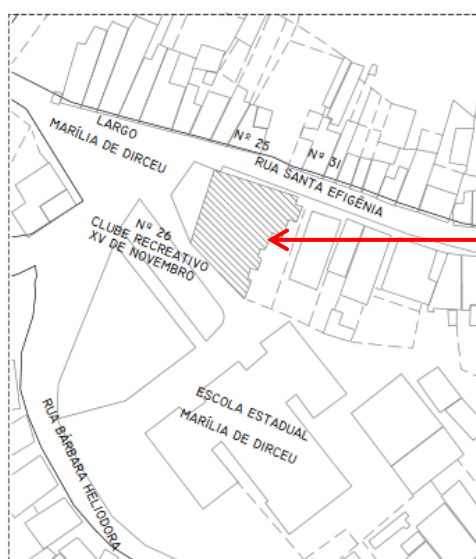 LARGO
MARÍLIA DE DIRCEU
Nº 25
Nº 31
RUA SANTA EFIGÊNIA
Nº 26
CLUBE RECREATIVO
XV DE NOVEMBRO
ESCOLA ESTADUAL
MARÍLIA DE DIRCEU
RUA BÁRBARA HELIODORA